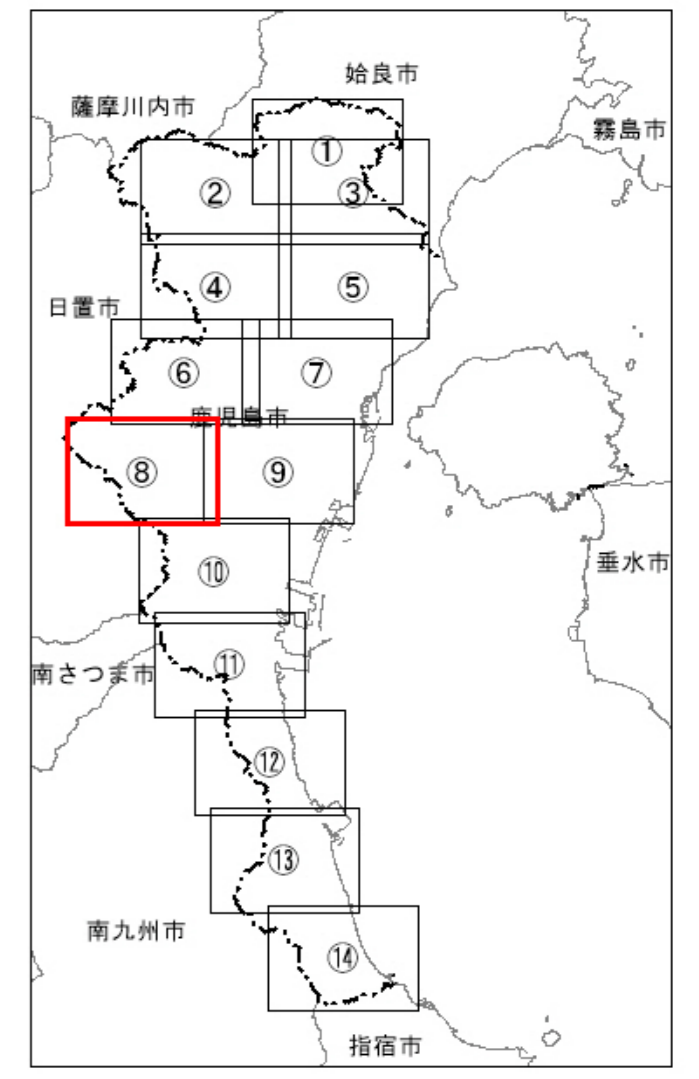 姶良市
薩摩川内市
霧島市
①
②
③
④
⑤
日置市
⑥
⑦
鹿児島市
⑧
⑨
⑩
垂水市
南さつま市
⑪
⑫
⑬
南九州市
⑭
指宿市